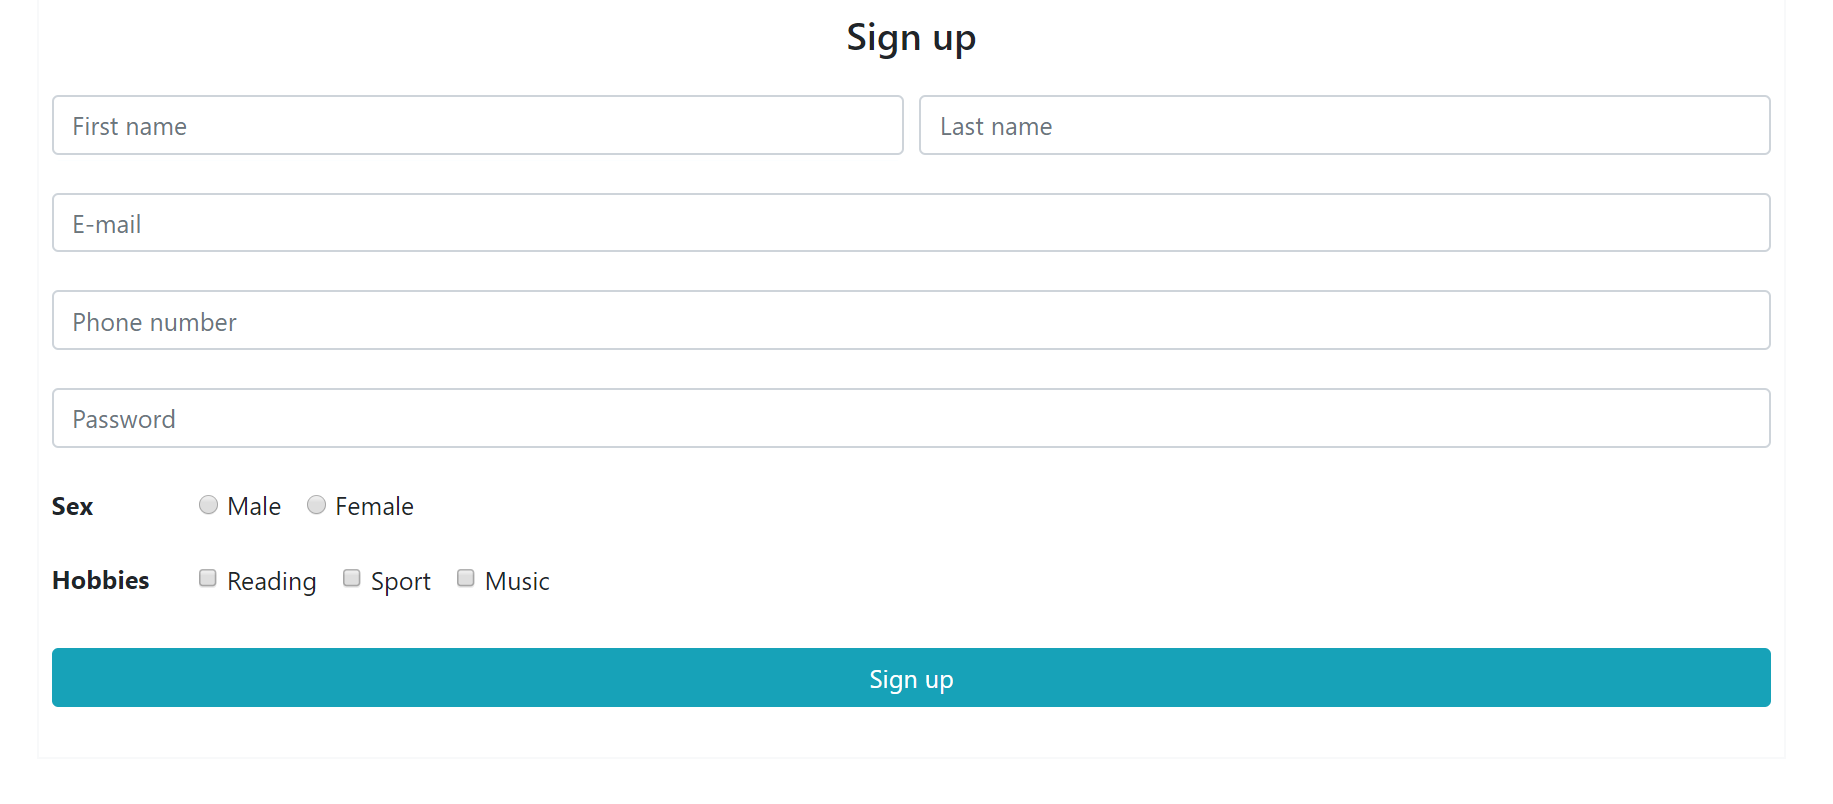 Sign up
First name Last name
E-mail
Phone number
Password
Sex Male Female
Hobbies Reading Sport Music
Sign up